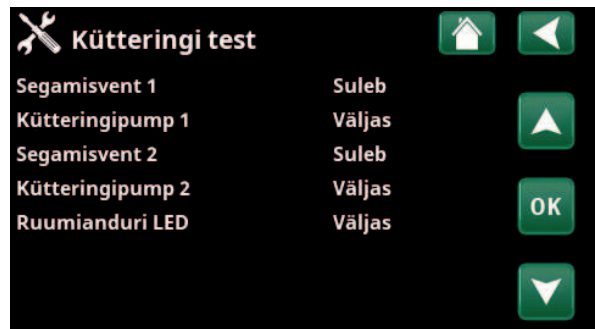 Kütteringi test
Segamisvent 1 Suleb
Kütteringipump 1 Väljas
Segamisvent 2 Suleb
Kütteringipump 2 Väljas
Ruumianduri LED Väljas
OK